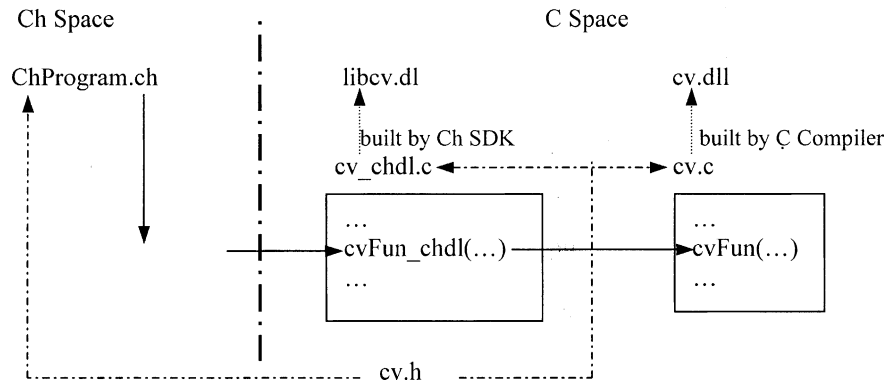 Ch Space
C Space
ChProgram.ch
libcv.dl
cv.dll
built by Ch SDK
built by C Compiler
cv_chdl.c
cv.c
...
cvFun_chdl(...)
...
...
cvFun(...)
...
cv.h